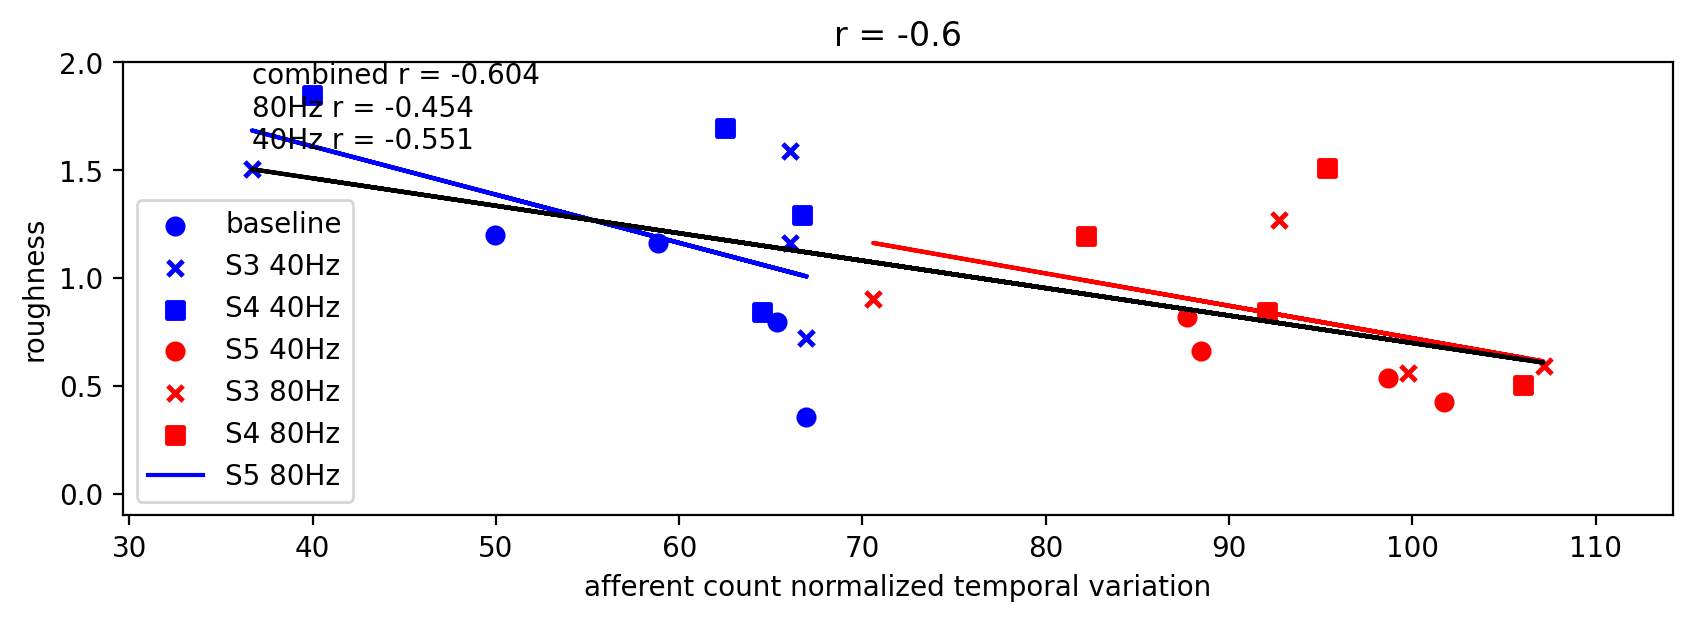 r = -0.6
combined r = -0.604
80Hz r = -0.454
40Hz r = -0.551
2.0
1.5
1.0
0.5
0.0
roughness
baseline
S3 40Hz
S4 40Hz
S5 40Hz
S3 80Hz
S4 80Hz
S5 80Hz
30 40 50 60 70 80 90 100 110
afferent count normalized temporal variation